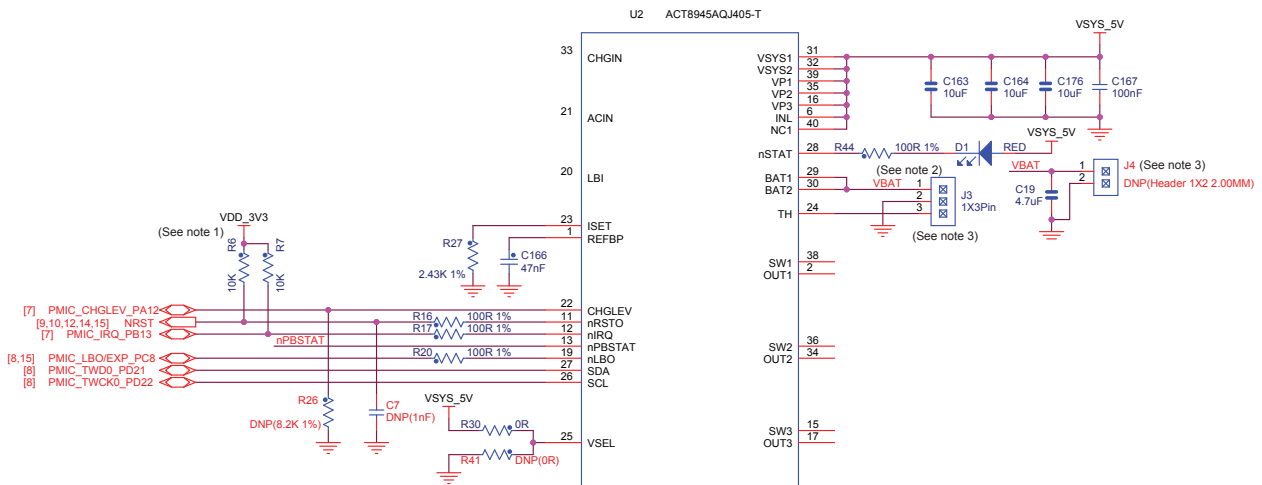 U2 ACT8945AQJ405-T
VSYS_5V
33 CHGIN
21 ACIN
20 LBI
23 ISET
1 REFBP
22 CHGLEV
11 nRSTO
12 nIRQ
13 nPBSTAT
19 nLBO
27 SDA
26 SCL
25 VSEL
VSYS1 31
VSYS2 32
VP1 39
VP2 35
VP3 16
INL 6
NC1 40
nSTAT 28
BAT1 29
BAT2 30
TH 24
SW1 38
OUT1 2
SW2 36
OUT2 34
SW3 15
OUT3 17
C163
10uF
C164
10uF
C176
10uF
C167
100nF
VSYS_5V
R44 100R 1% D1 RED
(See note 2)
VBAT 1
2
3
J3
1X3Pin
(See note 3)
VBAT
1
2
J4 (See note 3)
DNP(Header 1X2 2.00MM)
C19
4.7uF
VDD_3V3
(See note 1)
R6
10K
R7
10K
R27
2.43K 1%
C166
47nF
[7] PMIC_CHGLEV_PA12
[9,10,12,14,15] NRST
[7] PMIC_IRQ_PB13
nPBSTAT
[8,15] PMIC_LBO/EXP_PC8
[8] PMIC_TWD0_PD21
[8] PMIC_TWCK0_PD22
R16 100R 1%
R17 100R 1%
R20 100R 1%
R26
DNP(8.2K 1%)
C7
DNP(1nF)
VSYS_5V
R30 0R
R41 DNP(0R)